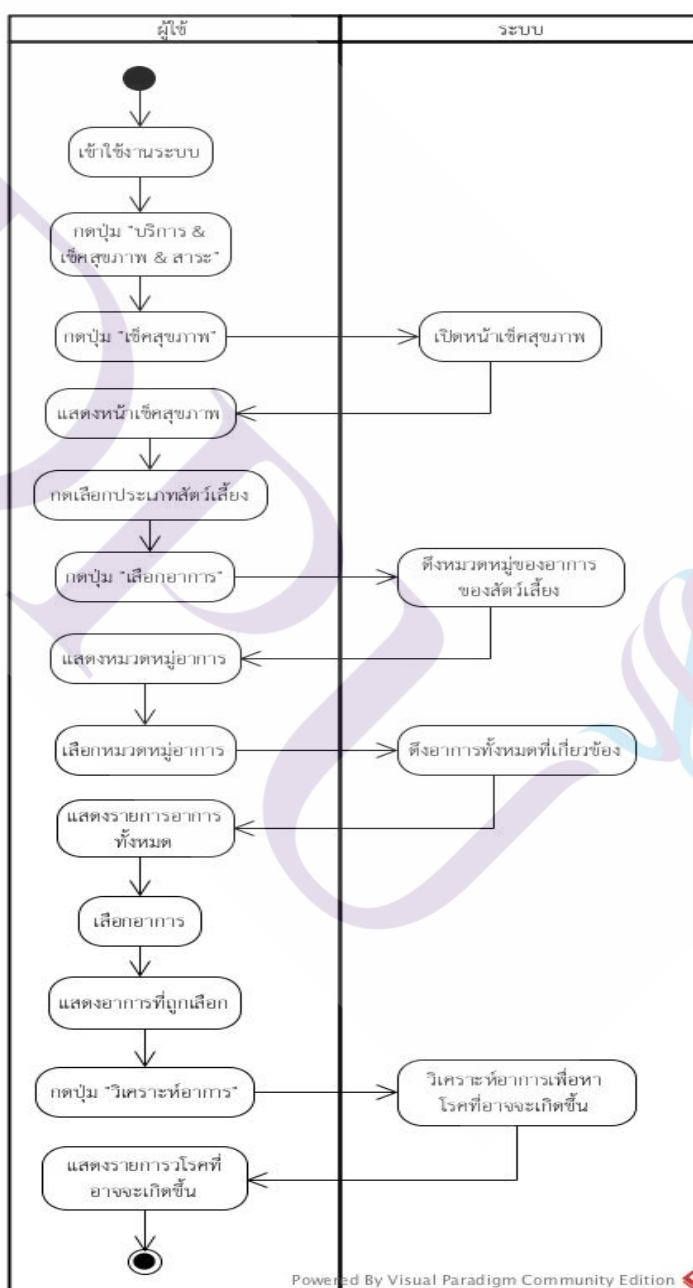 ผู้ใช้
ระบบ
เข้าใช้งานระบบ
กดปุ่ม "บริการ &
เช็คสุขภาพ & สาระ"
กดปุ่ม "เช็คสุขภาพ"
เปิดหน้าเช็คสุขภาพ
แสดงหน้าเช็คสุขภาพ
กดเลือกประเภทสัตว์เลี้ยง
กดปุ่ม "เลือกอาการ"
ดึงหมวดหมู่ของอาการ
ของสัตว์เลี้ยง
แสดงหมวดหมู่อาการ
เลือกหมวดหมู่อาการ
ดึงอาการทั้งหมดที่เกี่ยวข้อง
แสดงรายการอาการ
ทั้งหมด
เลือกอาการ
แสดงอาการที่ถูกเลือก
กดปุ่ม "วิเคราะห์อาการ"
วิเคราะห์อาการเพื่อหา
โรคที่อาจจะเกิดขึ้น
แสดงรายการวโรคที่
อาจจะเกิดขึ้น
Powered By Visual Paradigm Community Edition